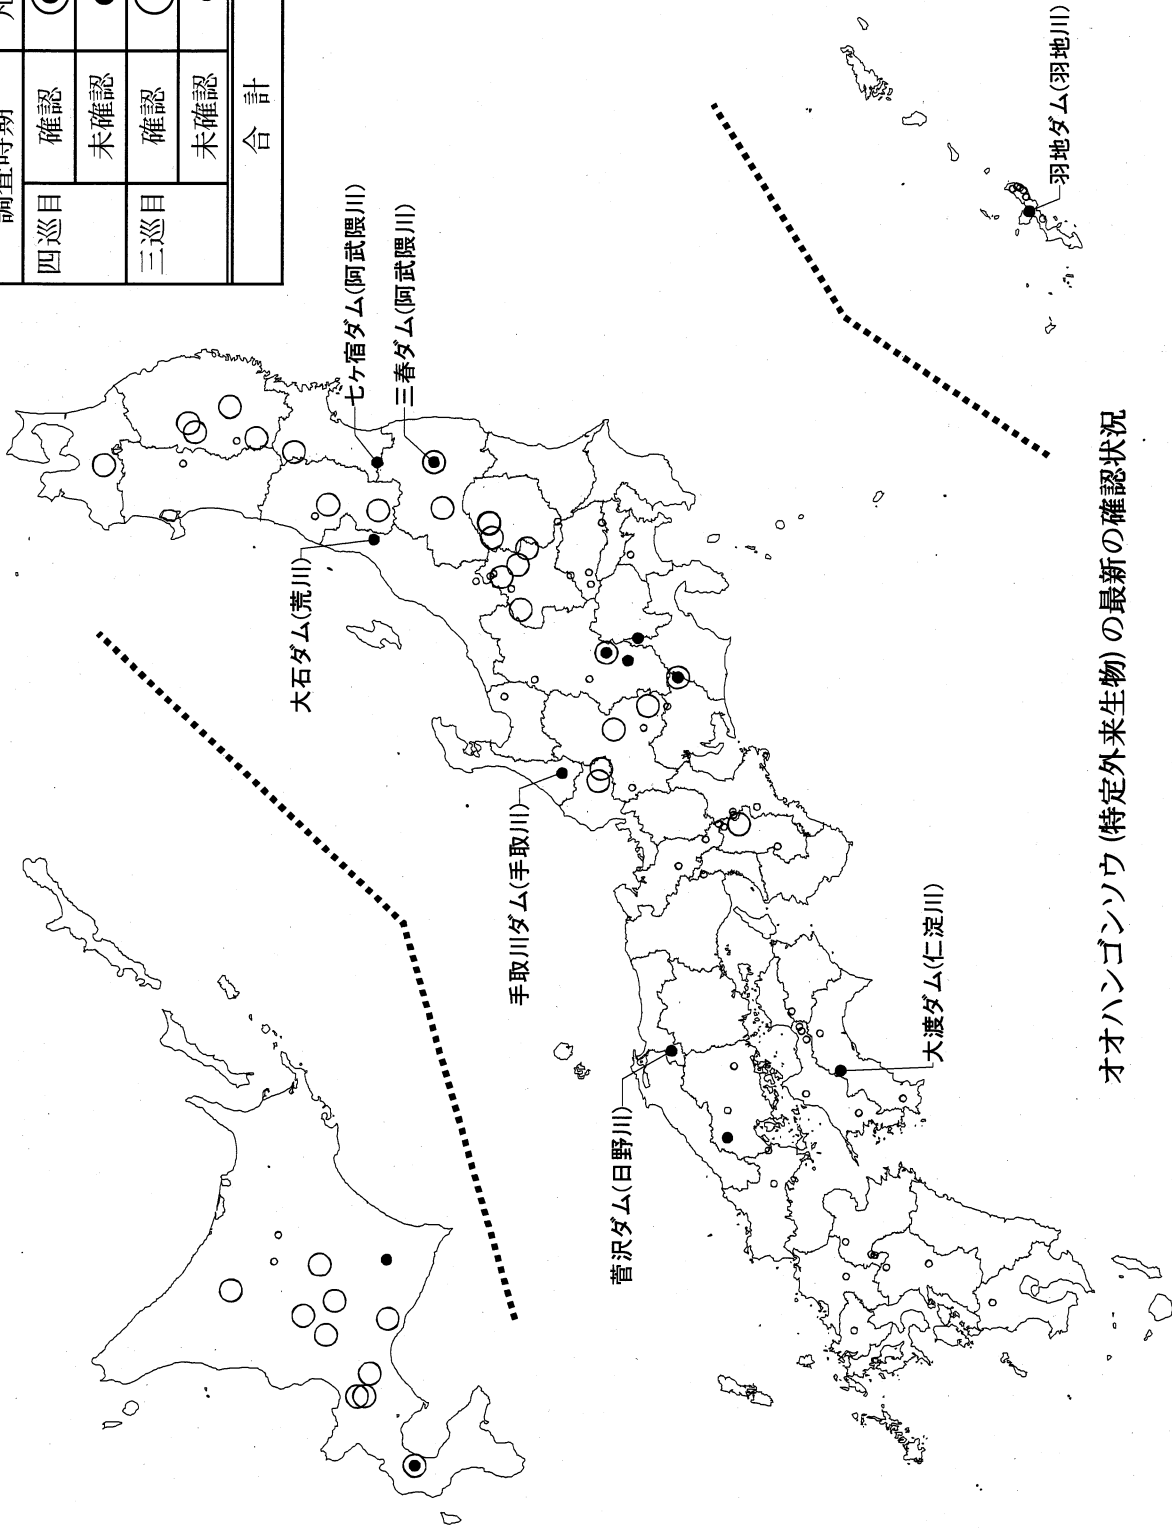 調査時期
四巡目
確認
未確認
三巡目
確認
未確認
合計
七ヶ宿ダム(阿武隈川)
三春ダム(阿武隈川)
大石ダム(荒川)
手取川ダム(手取川)
菅沢ダム(日野川)
大渡ダム(仁淀川)
羽地ダム(羽地川)
オオハンゴンソウ(特定外来生物)の最新の確認状況